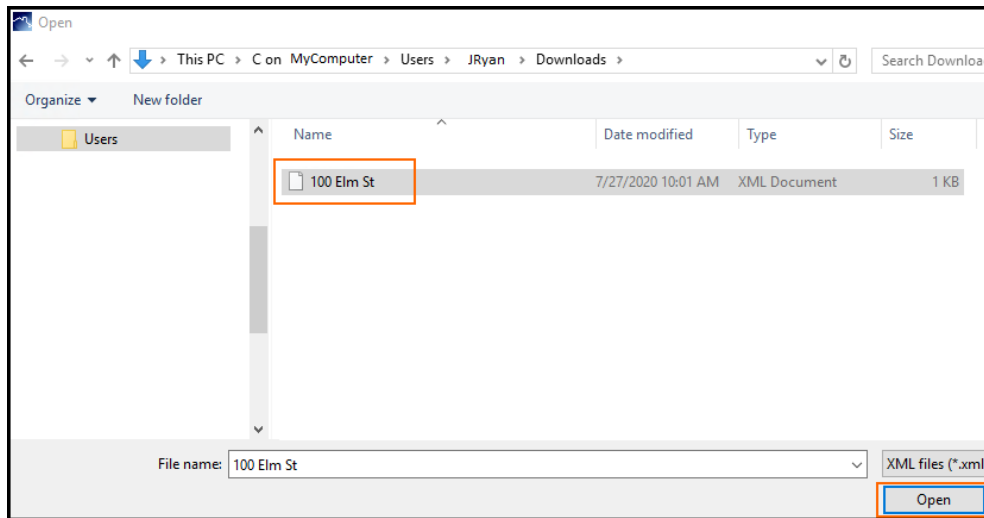 Open
This PC > C on MyComputer > Users > JRyan > Downloads > Search Downloa
Organize New folder
Users
Name Date modified Type Size
100 Elm St 7/27/2020 10:01 AM XML Document 1 KB
File name: 100 Elm St XML files (*.xml
Open